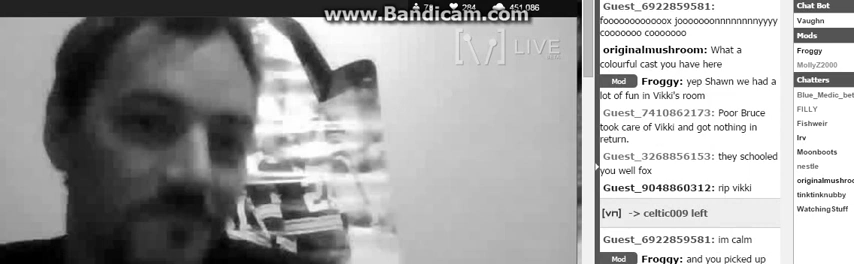 www.Bandicam.com
284
451,086
[V] LIVE
Guest_6922859581:
foooooooooooox joooooonnnnnnnyyyy
cooooooo coooooo
originalmushroom: What a
colourful cast you have here
Mod Froggy: yep Shawn we had a
lot of fun in Vikki's room
Guest_7410862173: Poor Bruce
took care of Vikki and got nothing in
return.
Guest_3268856153: they schooled
you well fox
Guest_9048860312: rip vikki
[vn] -> celtic009 left
Guest_6922859581: im calm
Mod Froggy: and you picked up
Chat Bot
Vaughn
Mods
Froggy
MollyZ2000
Chatters
Blue_Medic_bet
FILLY
Fishweir
Irv
Moonboots
nestle
originalmushroo
tinktinknubby
WatchingStuff